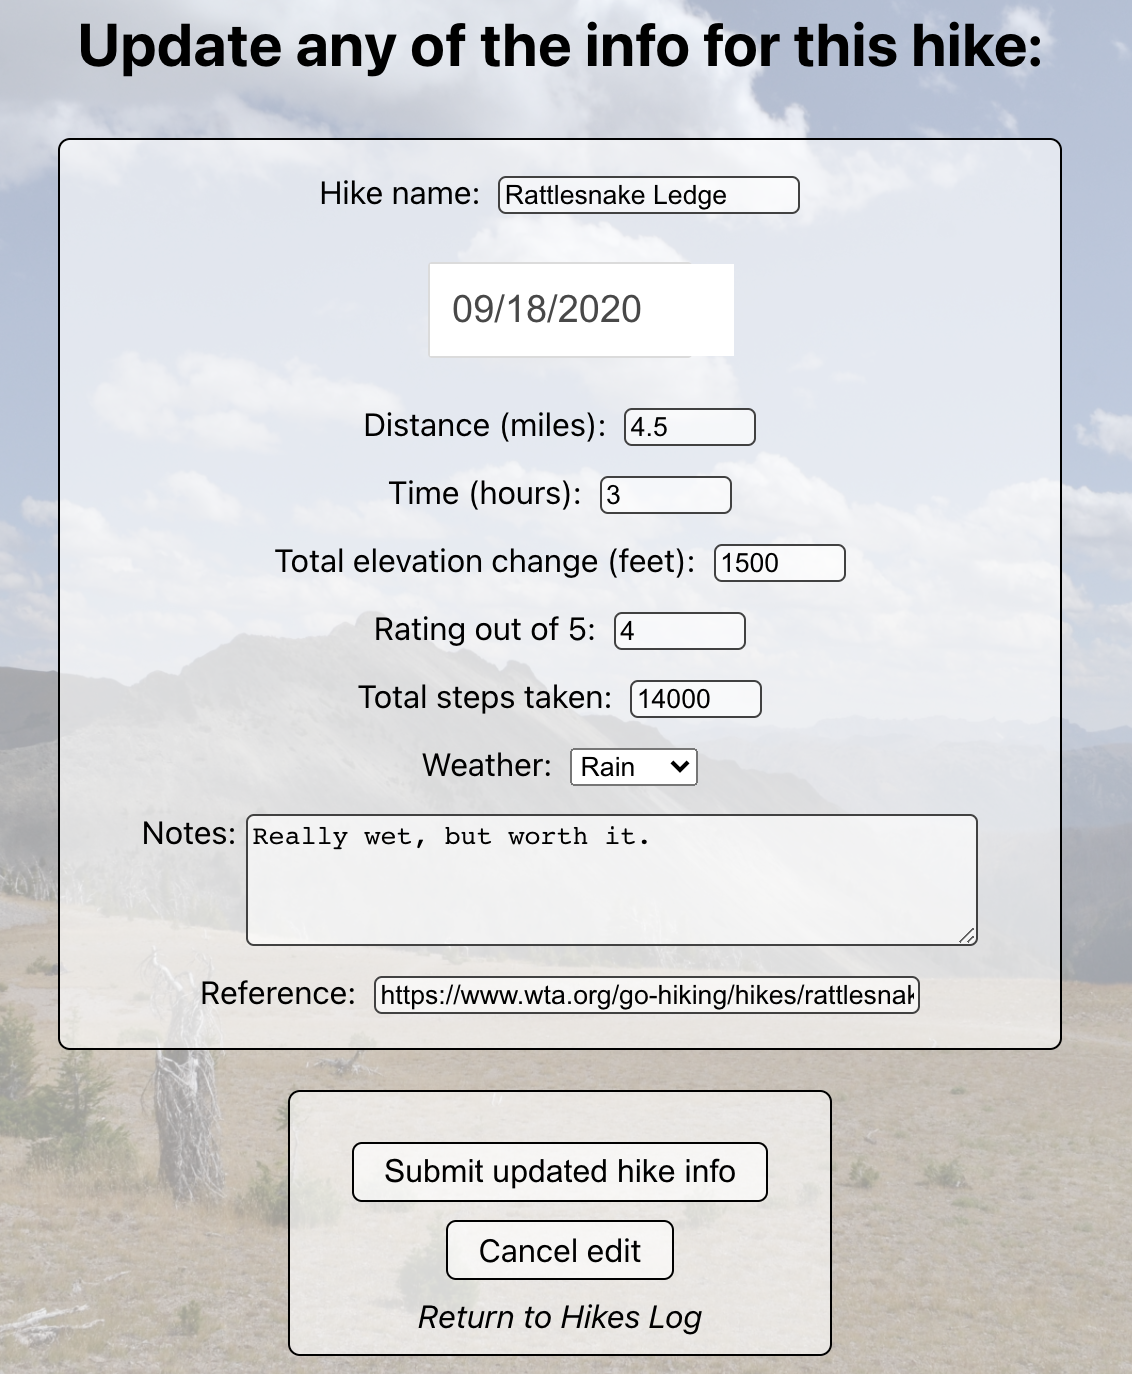 Update any of the info for this hike:
Hike name: Rattlesnake Ledge
09/18/2020
Distance (miles): 4.5
Time (hours): 3
Total elevation change (feet): 1500
Rating out of 5: 4
Total steps taken: 14000
Weather: Rain
Notes: Really wet, but worth it.
Reference: https://www.wta.org/go-hiking/hikes/rattlesnak
Submit updated hike info
Cancel edit
Return to Hikes Log